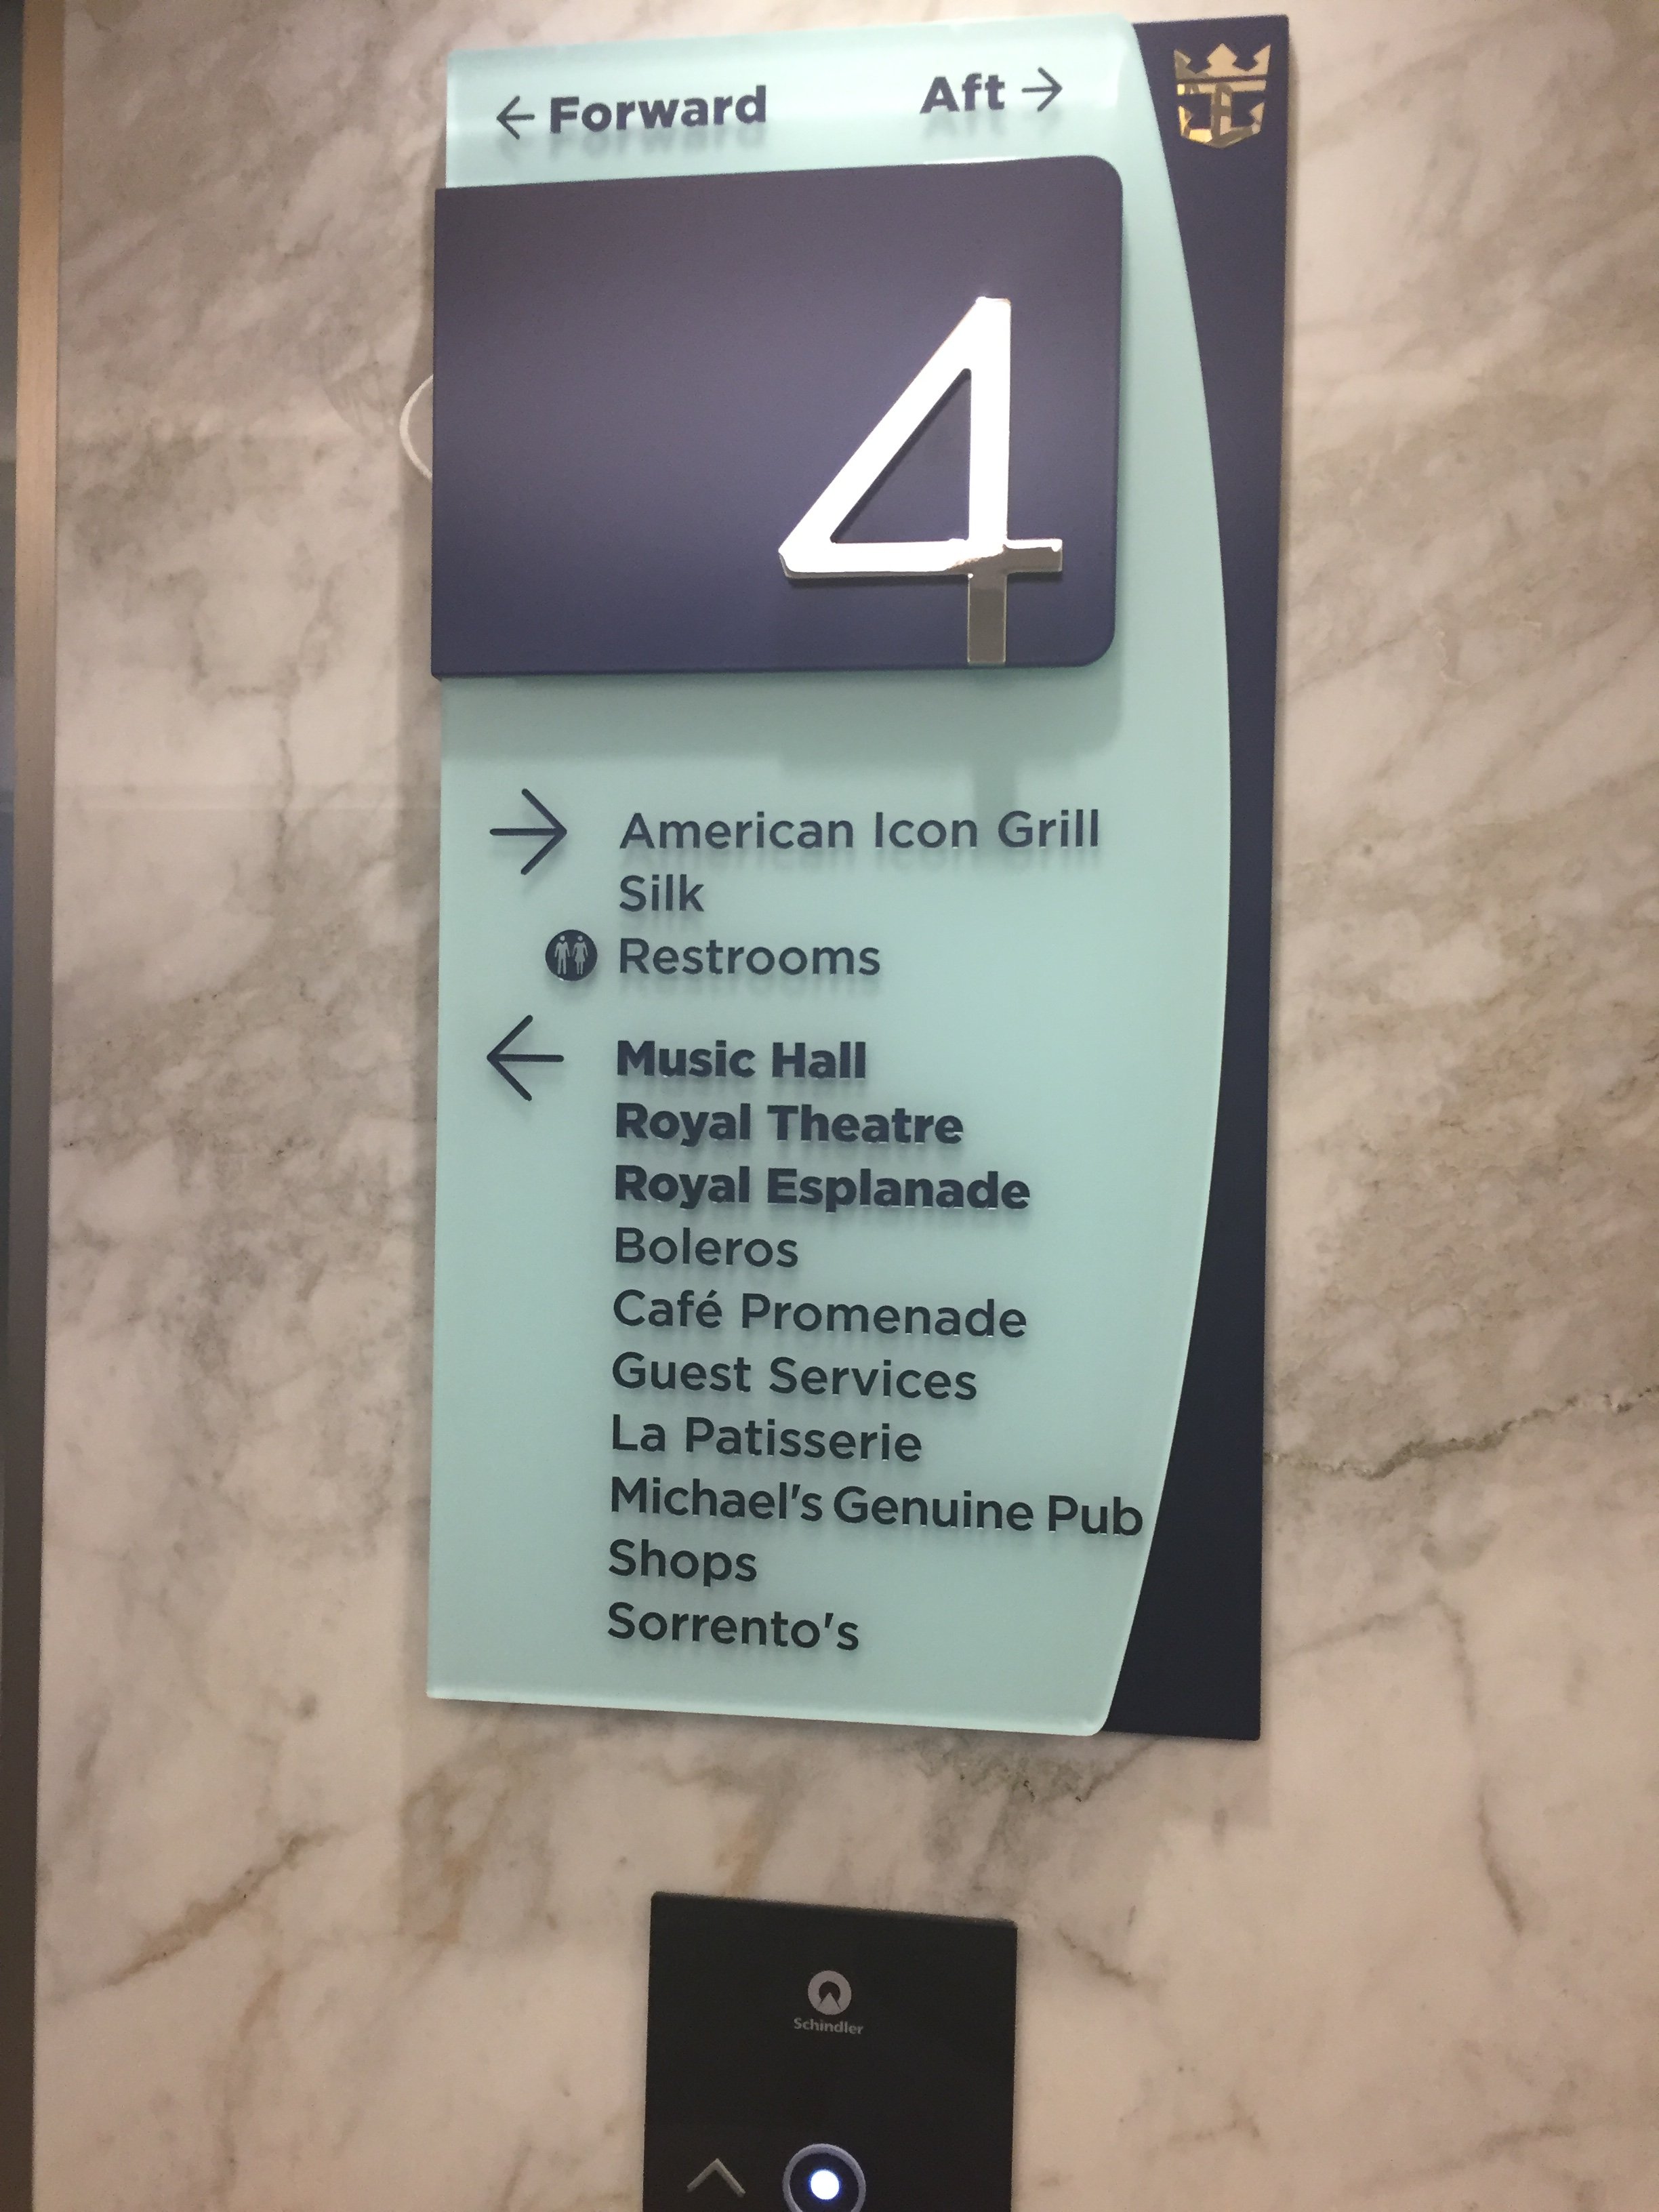 ← Forward Aft →
4
→ American Icon Grill
Silk
Restrooms
← Music Hall
Royal Theatre
Royal Esplanade
Boleros
Café Promenade
Guest Services
La Patisserie
Michael's Genuine Pub
Shops
Sorrento's
Schindler